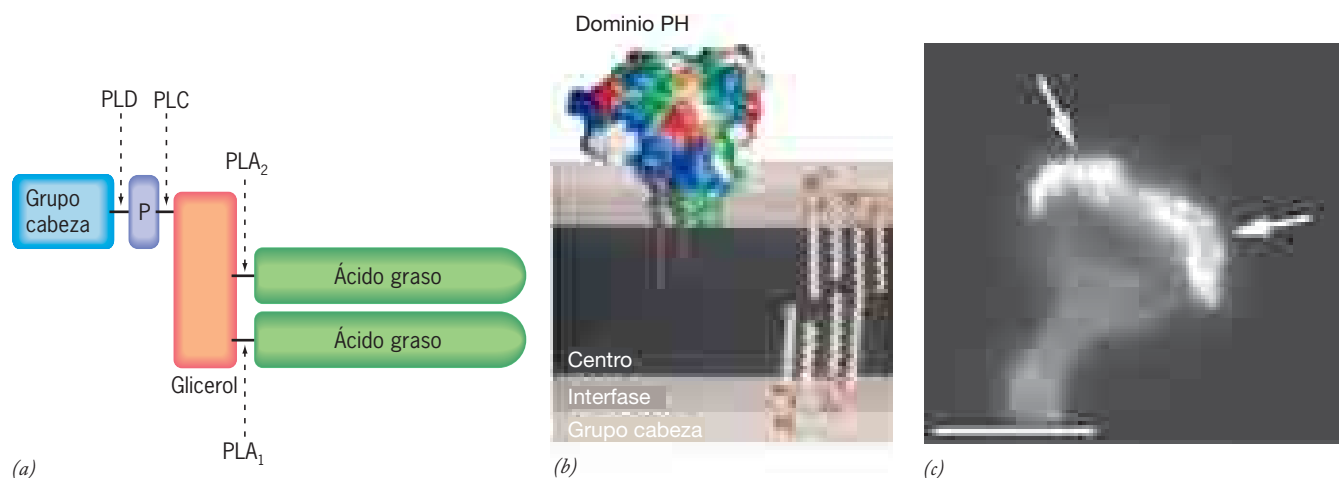 PLD
PLC
PLA₂
Grupo
cabeza
P
Ácido graso
Ácido graso
Glicerol
PLA₁
(a)
Dominio PH
Centro
Interfase
Grupo cabeza
(b)
(c)